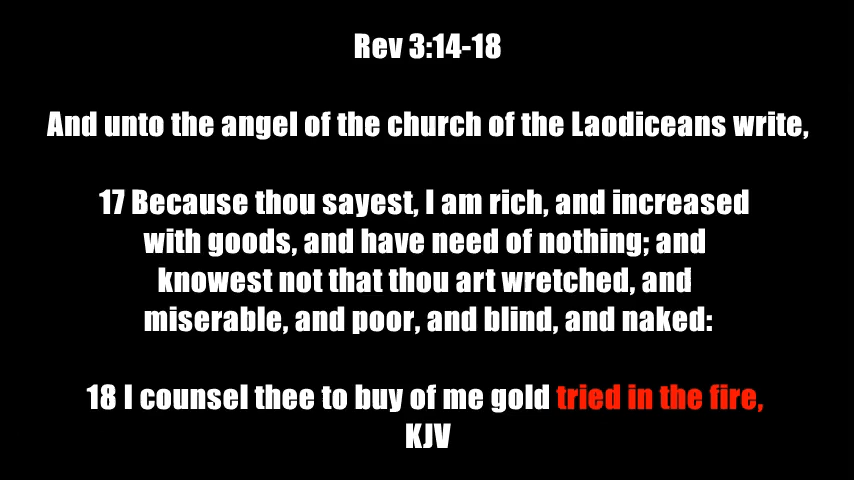 Rev 3:14-18
And unto the angel of the church of the Laodiceans write,
17 Because thou sayest, I am rich, and increased
with goods, and have need of nothing; and
knowest not that thou art wretched, and
miserable, and poor, and blind, and naked:
18 I counsel thee to buy of me gold tried in the fire,
KJV